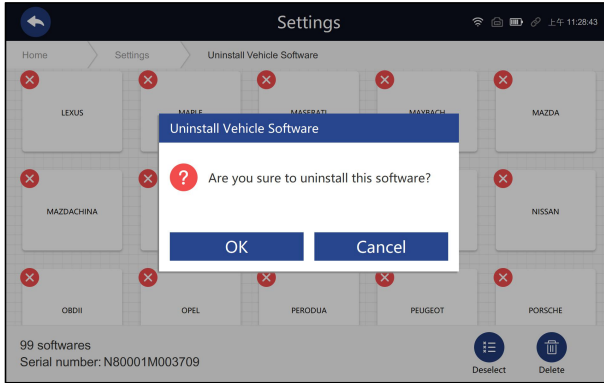 Settings
上午 11:28:43
Home
Settings
Uninstall Vehicle Software
LEXUS
MAPLE
MASERATI
MAYBACH
MAZDA
Uninstall Vehicle Software
? Are you sure to uninstall this software?
MAZDACHINA
NISSAN
OK
Cancel
OBDII
OPEL
PERODUA
PEUGEOT
PORSCHE
99 softwares
Serial number: N80001M003709
Deselect
Delete